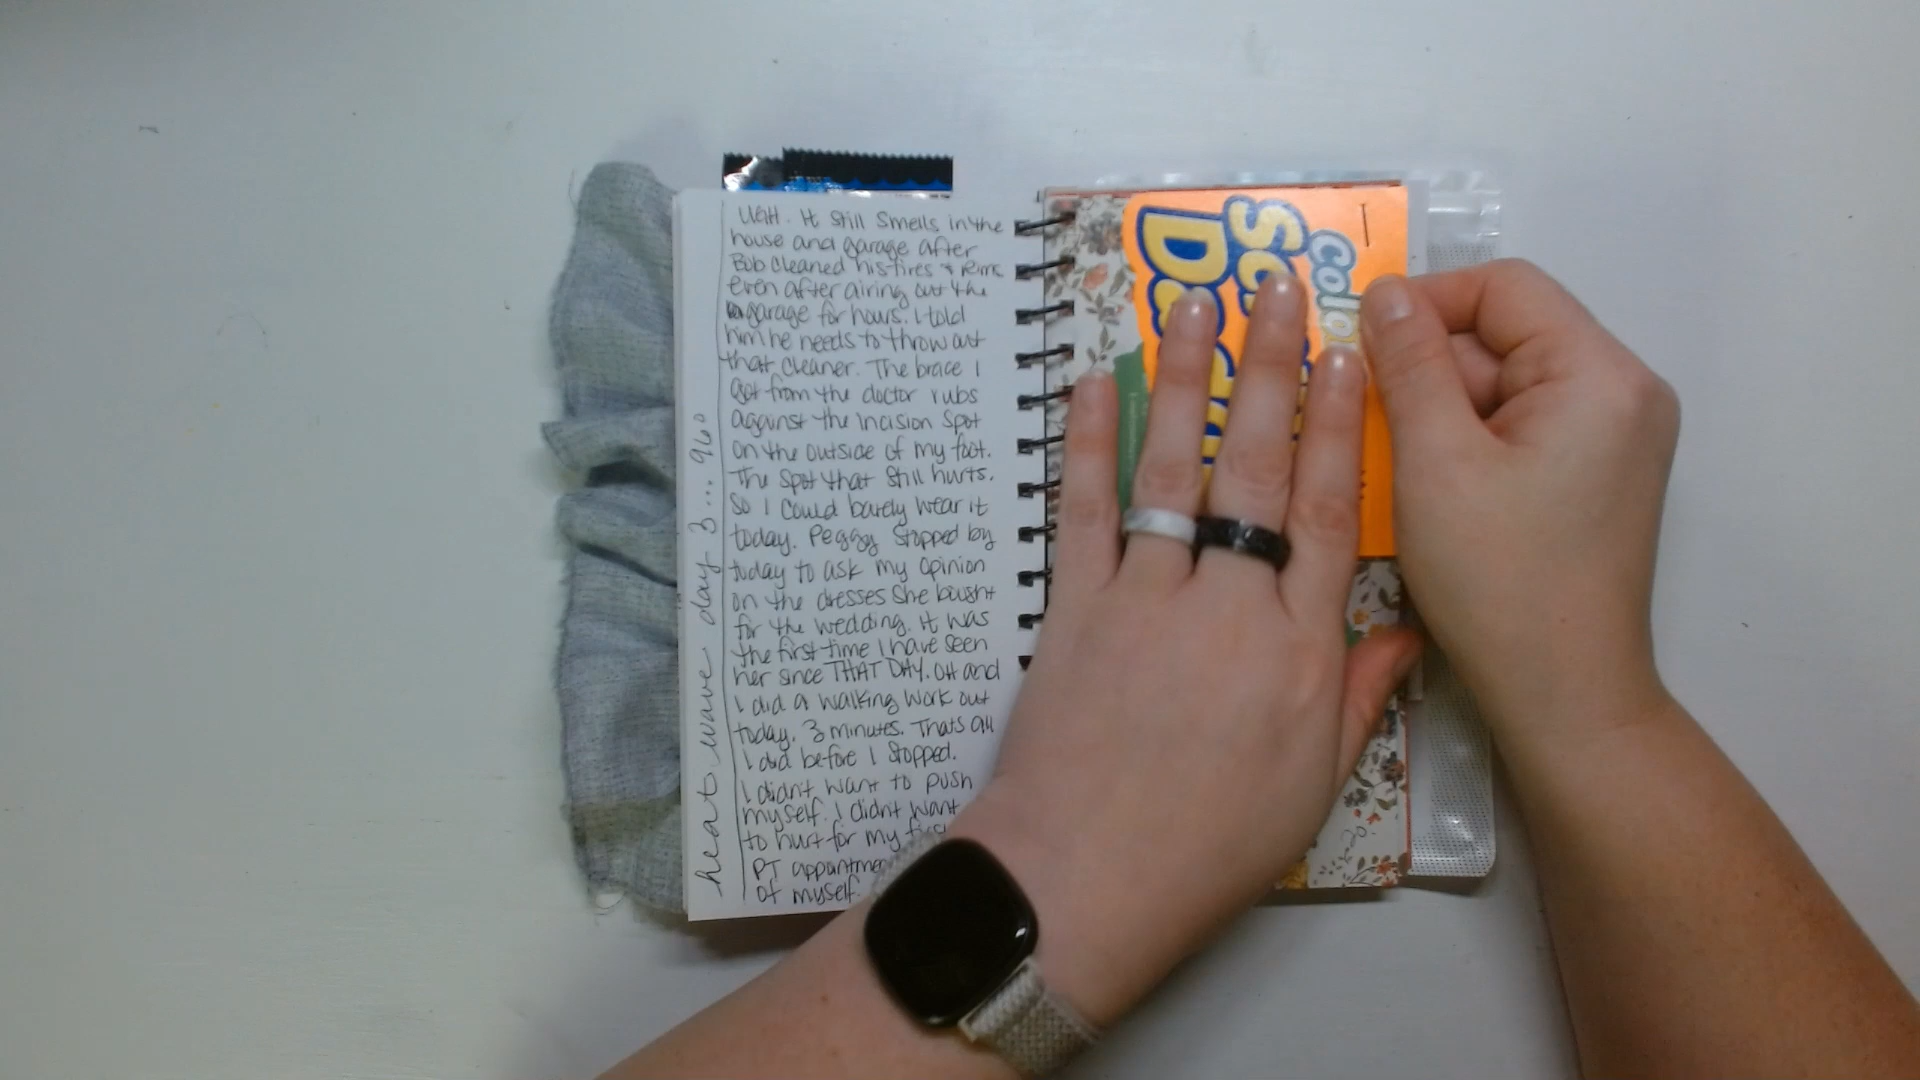 UGH. It still smells in the
house and garage after
Bob cleaned his tires + Rims
even after airing out the
garage for hours. I told
him he needs to throw out
that cleaner. The brace I
got from the doctor rubs
against the incision spot
on the outside of my foot.
The spot that still hurts.
So I could barely wear it
today. Peggy stopped by
today to ask my opinion
on the dresses she bought
for the wedding. It was
the first time I have seen
her since THAT DAY. OH and
I did a walking work out
today. 3 minutes. Thats all
I did before I stopped.
I didnt want to push
myself. I didnt want
to hurt for my first
PT appointmen
of myself.
heat wave day 3... 96°
Colo